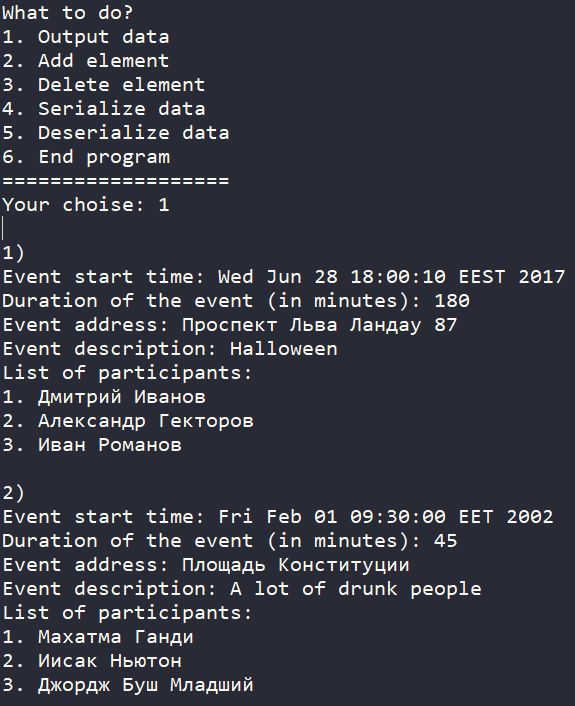 What to do?
1. Output data
2. Add element
3. Delete element
4. Serialize data
5. Deserialize data
6. End program
===================
Your choise: 1
1)
Event start time: Wed Jun 28 18:00:10 EEST 2017
Duration of the event (in minutes): 180
Event address: Проспект Льва Ландау 87
Event description: Halloween
List of participants:
1. Дмитрий Иванов
2. Александр Гекторов
3. Иван Романов
2)
Event start time: Fri Feb 01 09:30:00 EET 2002
Duration of the event (in minutes): 45
Event address: Площадь Конституции
Event description: A lot of drunk people
List of participants:
1. Махатма Ганди
2. Иисак Ньютон
3. Джордж Буш Младший